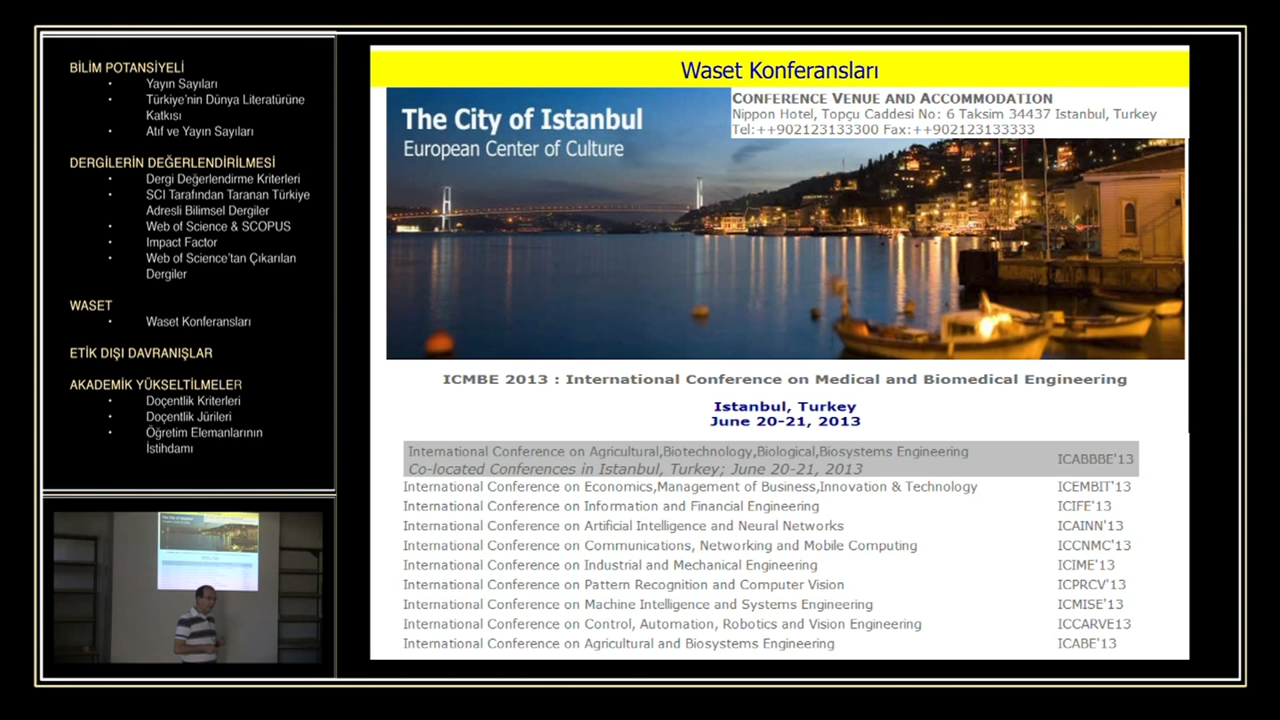 BİLİM POTANSİYELİ
• Yayın Sayıları
• Türkiye'nin Dünya Literatürüne
Katkısı
• Atıf ve Yayın Sayıları
DERGİLERİN DEĞERLENDİRİLMESİ
• Dergi Değerlendirme Kriterleri
• SCI Tarafından Taranan Türkiye
Adresli Bilimsel Dergiler
• Web of Science & SCOPUS
• Impact Factor
• Web of Science'tan Çıkarılan
Dergiler
WASET
• Waset Konferansları
ETİK DIŞI DAVRANIŞLAR
AKADEMİK YÜKSELTİLMELER
• Doçentlik Kriterleri
• Doçentlik Jürileri
• Öğretim Elemanlarının
İstihdamı
Waset Konferansları
The City of Istanbul
European Center of Culture
CONFERENCE VENUE AND ACCOMMODATION
Nippon Hotel, Topçu Caddesi No: 6 Taksim 34437 Istanbul, Turkey
Tel:++902123133300 Fax:++902123133333
ICMBE 2013 : International Conference on Medical and Biomedical Engineering
Istanbul, Turkey
June 20-21, 2013
International Conference on Agricultural,Biotechnology,Biological,Biosystems Engineering ICABBBE'13
Co-located Conferences in Istanbul, Turkey; June 20-21, 2013
International Conference on Economics,Management of Business,Innovation & Technology ICEMBIT'13
International Conference on Information and Financial Engineering ICIFE'13
International Conference on Artificial Intelligence and Neural Networks ICAINN'13
International Conference on Communications, Networking and Mobile Computing ICCNMC'13
International Conference on Industrial and Mechanical Engineering ICIME'13
International Conference on Pattern Recognition and Computer Vision ICPRCV'13
International Conference on Machine Intelligence and Systems Engineering ICMISE'13
International Conference on Control, Automation, Robotics and Vision Engineering ICCARVE13
International Conference on Agricultural and Biosystems Engineering ICABE'13
The City of Istanbul